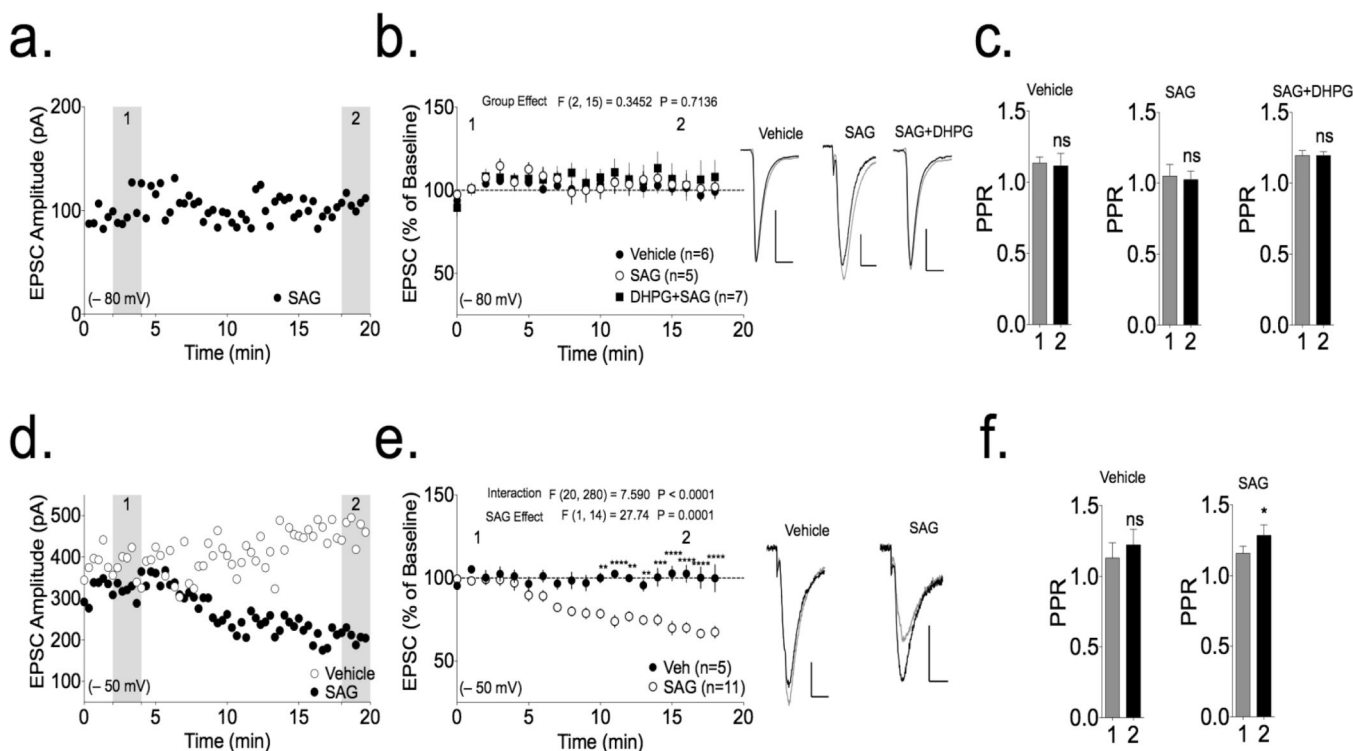 a.
200
150
100
50
0
EPSC Amplitude (pA)
1
2
(– 80 mV)
SAG
0
5
10
15
20
Time (min)
b.
Group Effect F (2, 15) = 0.3452 P = 0.7136
150
100
50
EPSC (% of Baseline)
1
2
Vehicle (n=6)
SAG (n=5)
DHPG+SAG (n=7)
(– 80 mV)
0
5
10
15
20
Time (min)
Vehicle
SAG
SAG+DHPG
c.
Vehicle
1.5
1.0
0.5
0.0
PPR
ns
1 2
SAG
1.5
1.0
0.5
0.0
PPR
ns
1 2
SAG+DHPG
1.5
1.0
0.5
0.0
PPR
ns
1 2
d.
500
400
300
200
100
EPSC Amplitude (pA)
1
2
Vehicle
SAG
(– 50 mV)
0
5
10
15
20
Time (min)
e.
Interaction F (20, 280) = 7.590 P < 0.0001
SAG Effect F (1, 14) = 27.74 P = 0.0001
150
100
50
EPSC (% of Baseline)
1
2
** **** ** ** *** **** **** **** ****
Veh (n=5)
SAG (n=11)
(– 50 mV)
0
5
10
15
20
Time (min)
Vehicle
SAG
f.
Vehicle
1.5
1.0
0.5
0.0
PPR
ns
1 2
SAG
1.5
1.0
0.5
0.0
PPR
*
1 2